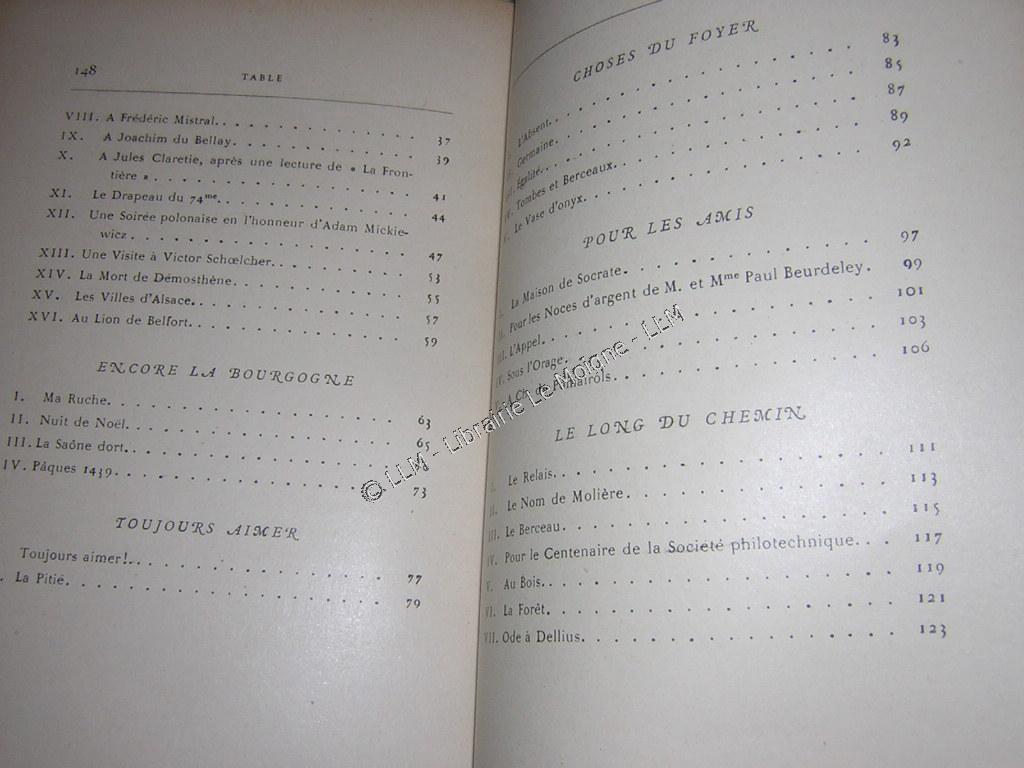 148
TABLE
VIII. A Frédéric Mistral. 37
IX. A Joachim du Bellay. 39
X. A Jules Claretie, après une lecture de « La Fron-
tière ». 41
XI. Le Drapeau du 74me. 44
XII. Une Soirée polonaise en l'honneur d'Adam Mickie-
wicz. 47
XIII. Une Visite à Victor Schœlcher. 53
XIV. La Mort de Démosthène. 55
XV. Les Villes d'Alsace. 57
XVI. Au Lion de Belfort. 59
ENCORE LA BOURGOGNE
I. Ma Ruche. 63
II. Nuit de Noël. 65
III. La Saône dort.
IV. Pâques 1439. 73
TOUJOURS AIMER
Toujours aimer!. 77
La Pitié. 79
CHOSES DU FOYER
L'Absent. 83
Germaine. 85
Égalité. 87
Tombes et Berceaux. 89
Le Vase d'onyx. 92
POUR LES AMIS
La Maison de Socrate. 97
Pour les Noces d'argent de M. et Mme Paul Beurdeley. 99
III. L'Appel. 101
IV. Sous l'Orage. 103
A Ch. de 106
LE LONG DU CHEMIN
I. Le Relais. 111
II. Le Nom de Molière. 113
III. Le Berceau. 115
IV. Pour le Centenaire de la Société philotechnique. 117
V. Au Bois. 119
VI. La Forêt. 121
VII. Ode à Dellius. 123
© LLM - Librairie Le Moigne - LLM